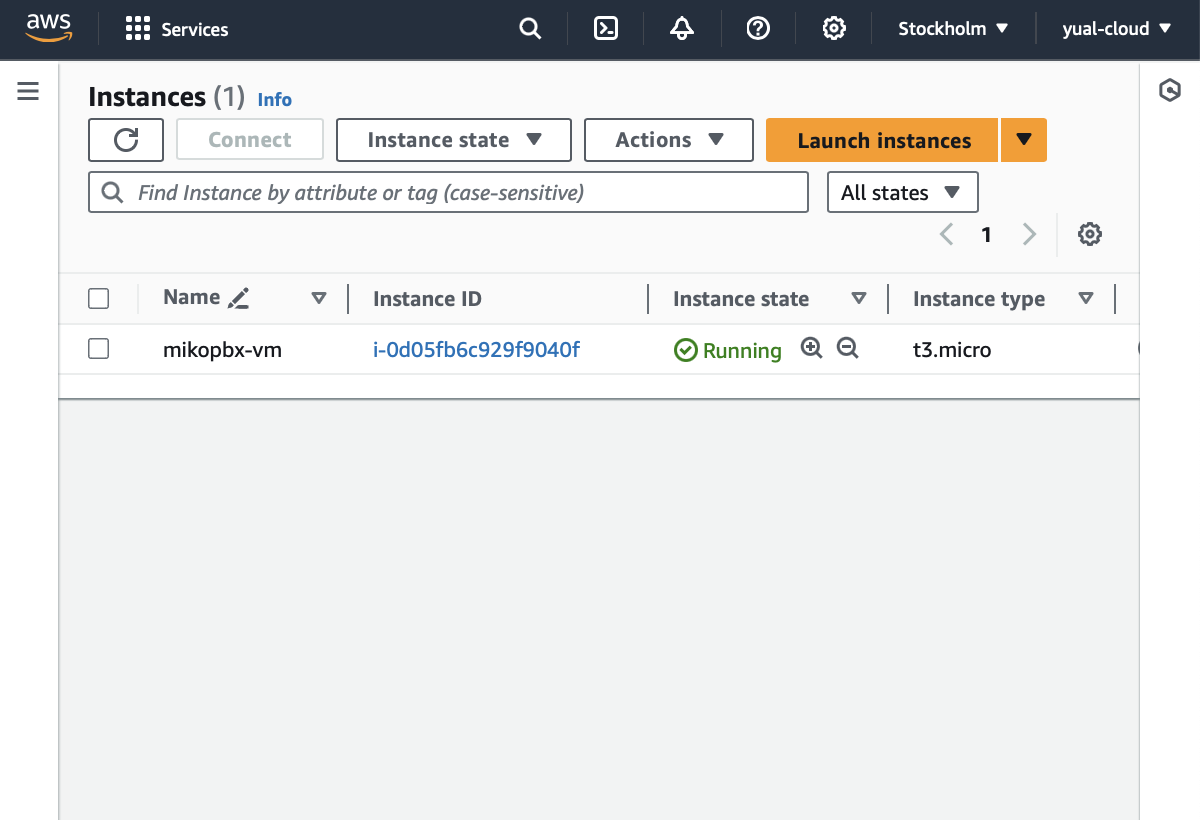 aws Services Stockholm yual-cloud
Instances (1) Info
Connect Instance state Actions Launch instances
Find Instance by attribute or tag (case-sensitive) All states
1
Name Instance ID Instance state Instance type
mikopbx-vm i-0d05fb6c929f9040f Running t3.micro